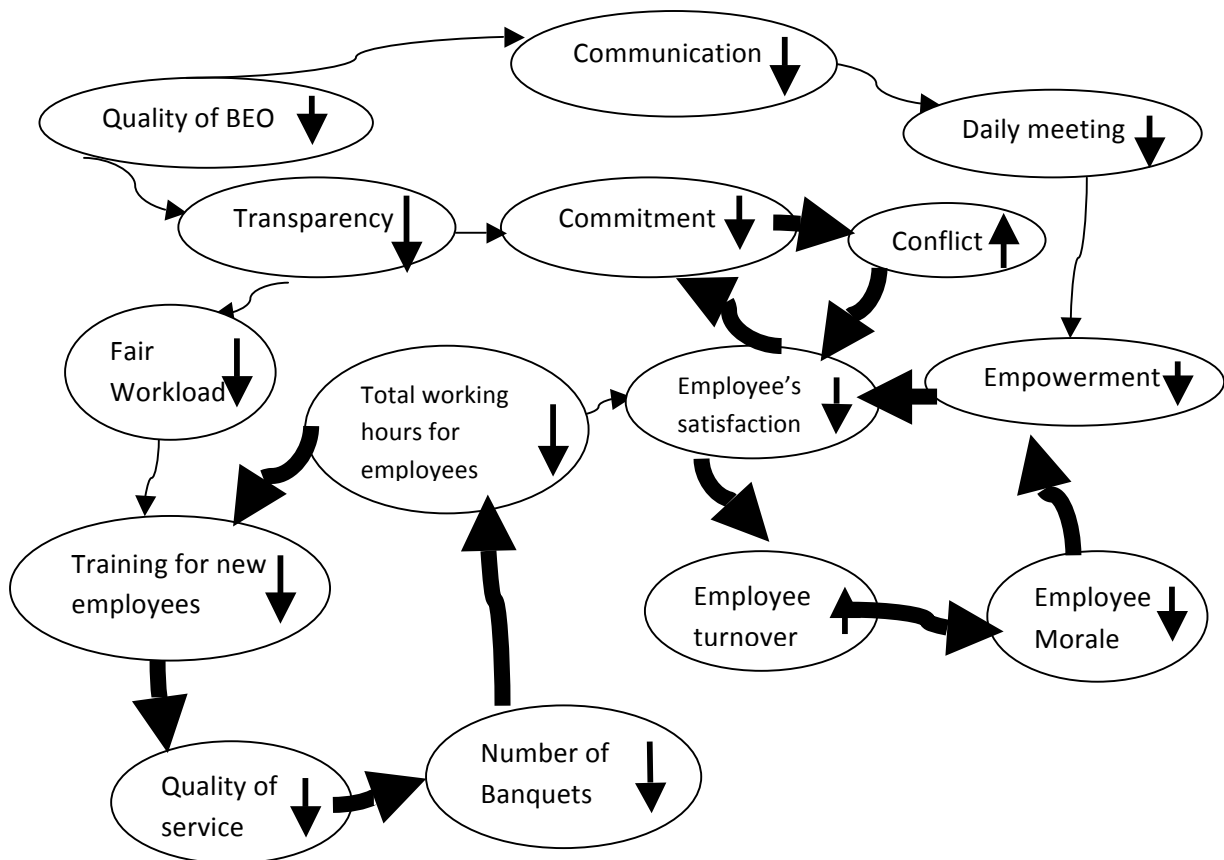 Communication
Quality of BEO
Daily meeting
Transparency
Commitment
Conflict
Fair
Workload
Total working
hours for
employees
Employee’s
satisfaction
Empowerment
Training for new
employees
Employee
turnover
Employee
Morale
Quality of
service
Number of
Banquets